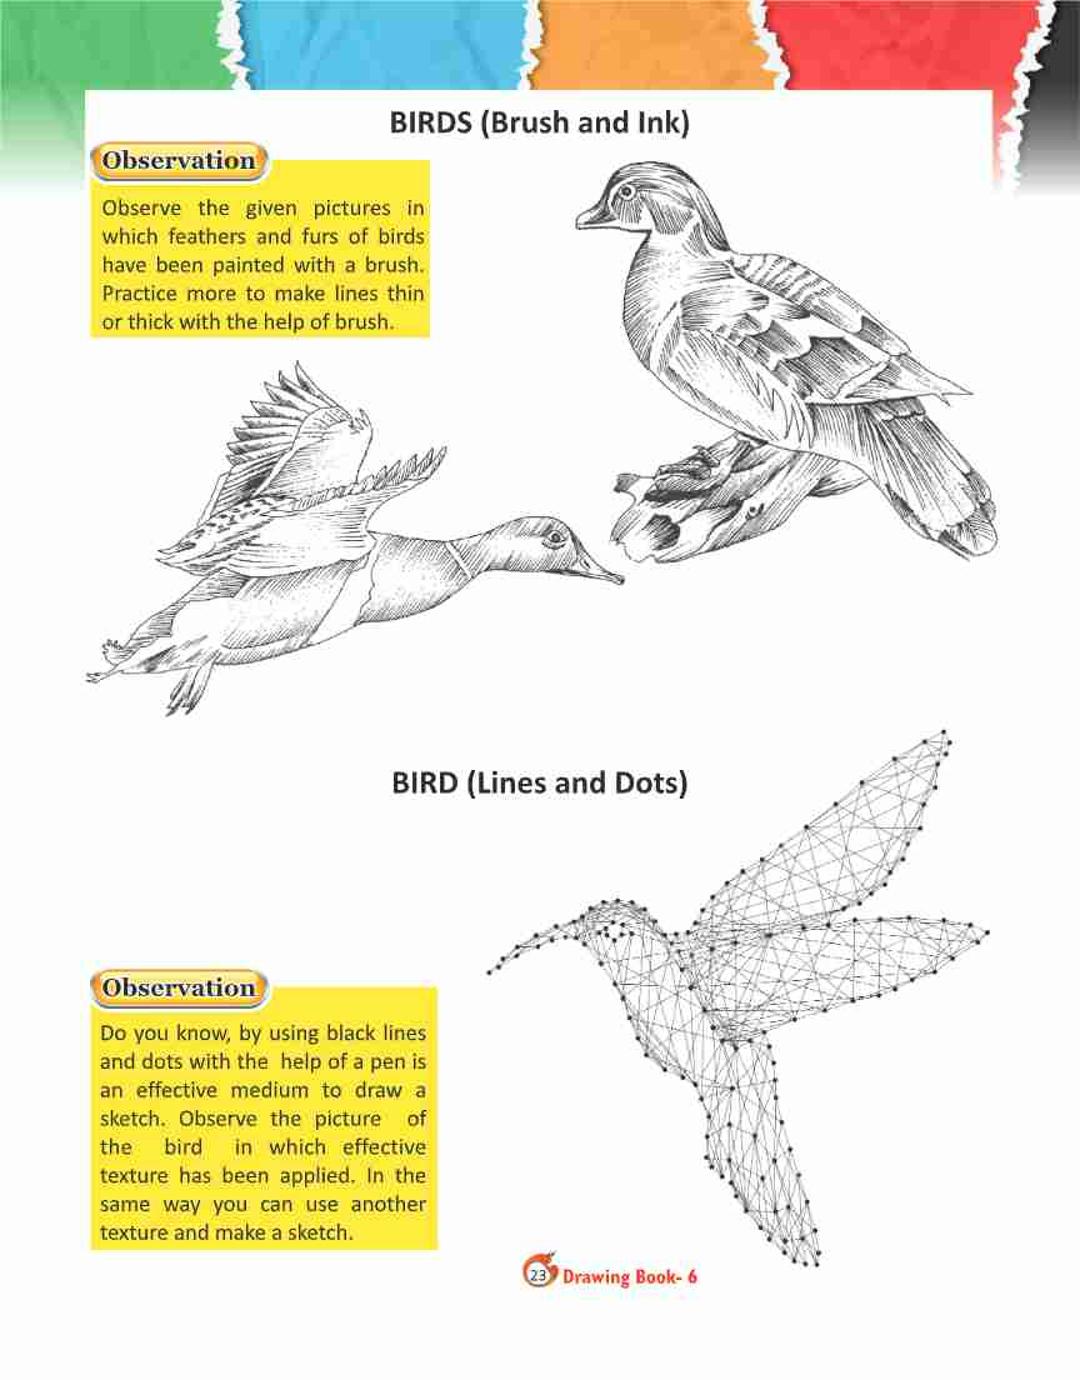 BIRDS (Brush and Ink)
Observation
Observe the given pictures in
which feathers and furs of birds
have been painted with a brush.
Practice more to make lines thin
or thick with the help of brush.
BIRD (Lines and Dots)
Observation
Do you know, by using black lines
and dots with the help of a pen is
an effective medium to draw a
sketch. Observe the picture of
the bird in which effective
texture has been applied. In the
same way you can use another
texture and make a sketch.
23 Drawing Book- 6